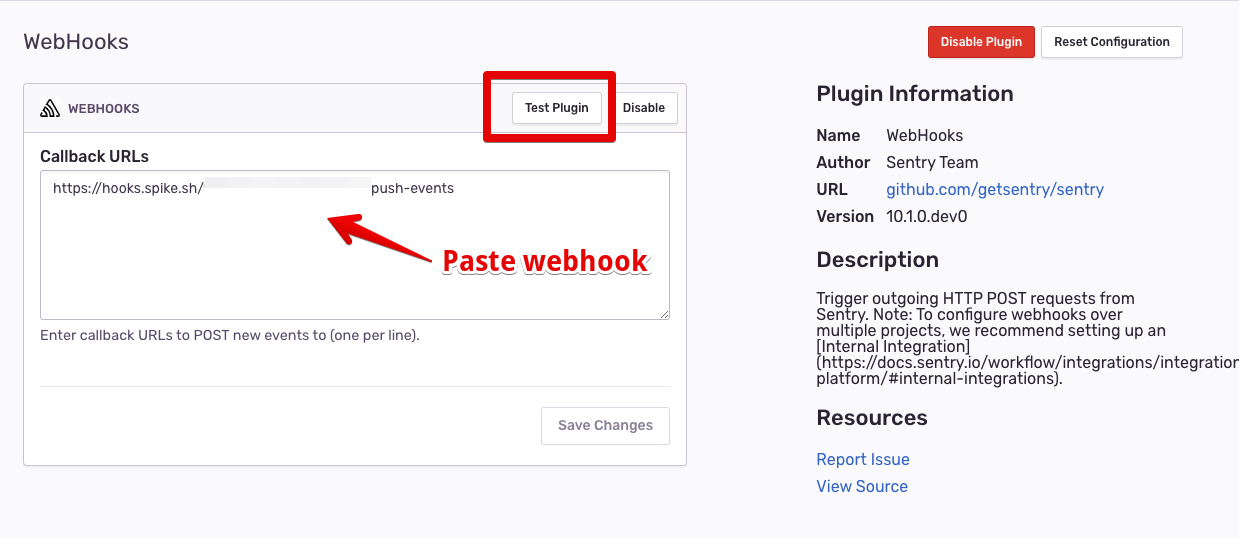 WebHooks
Disable Plugin
Reset Configuration
WEBHOOKS
Test Plugin
Disable
Callback URLs
https://hooks.spike.sh/ push-events
Paste webhook
Enter callback URLs to POST new events to (one per line).
Save Changes
Plugin Information
Name WebHooks
Author Sentry Team
URL github.com/getsentry/sentry
Version 10.1.0.dev0
Description
Trigger outgoing HTTP POST requests from
Sentry. Note: To configure webhooks over
multiple projects, we recommend setting up an
[Internal Integration]
(https://docs.sentry.io/workflow/integrations/integration
platform/#internal-integrations).
Resources
Report Issue
View Source